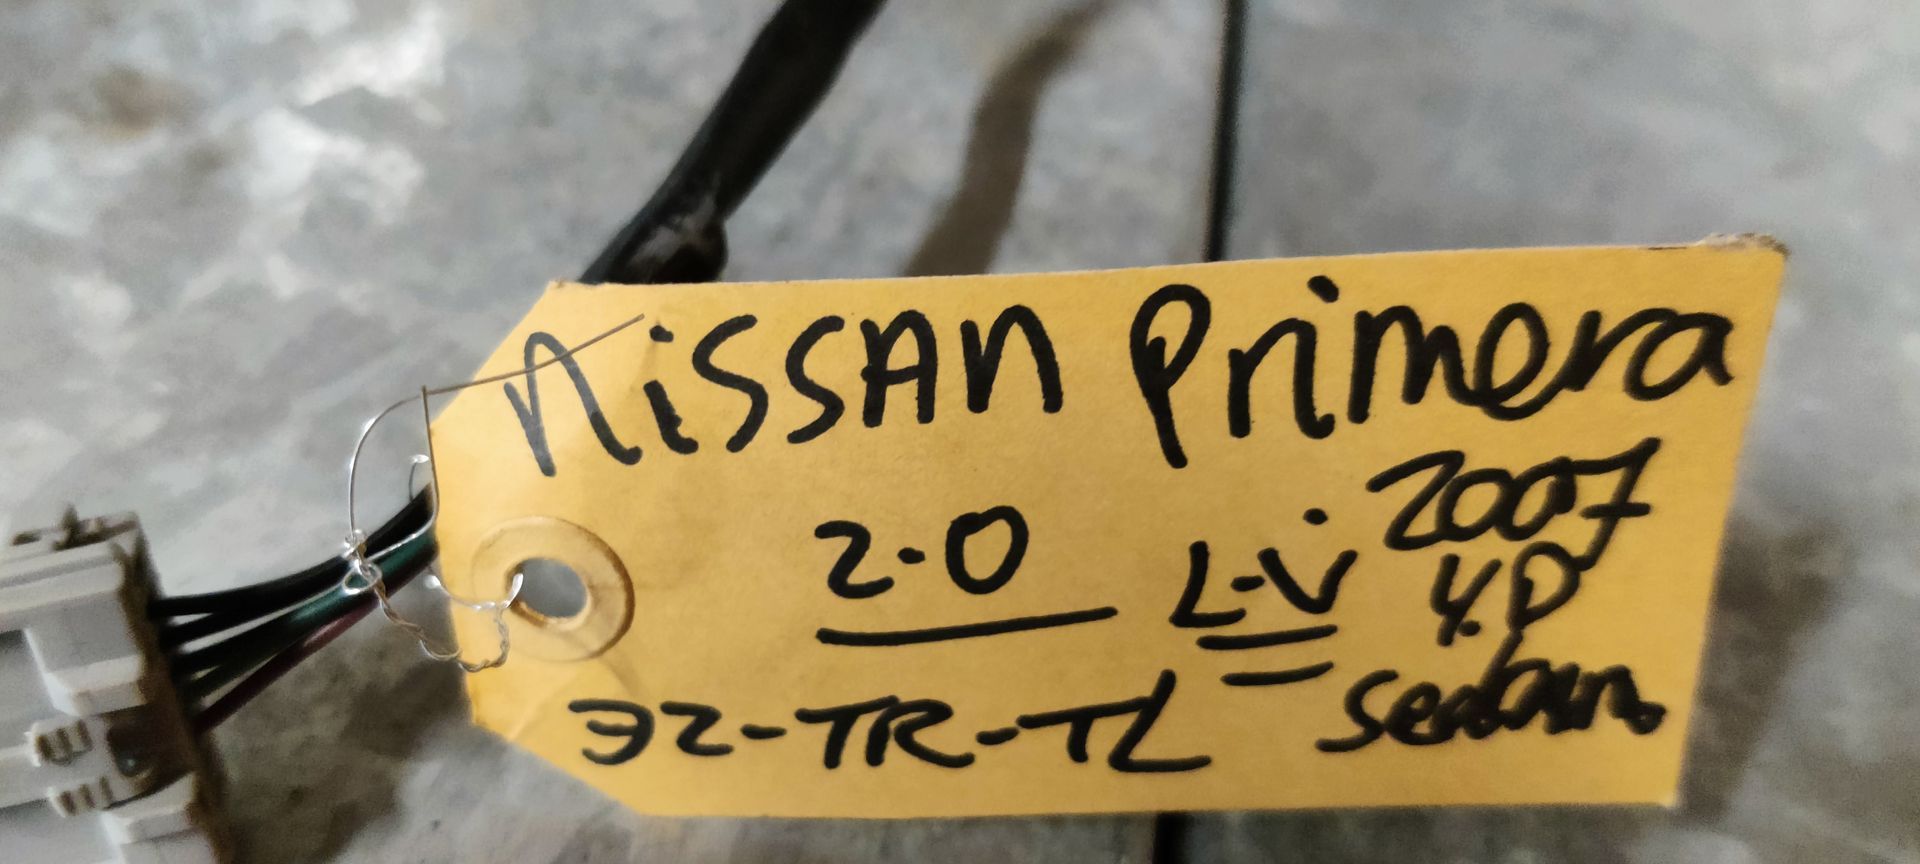 NiSSAN Primera
2007
2.0 L-V
4.D
32-TR-TL sedan